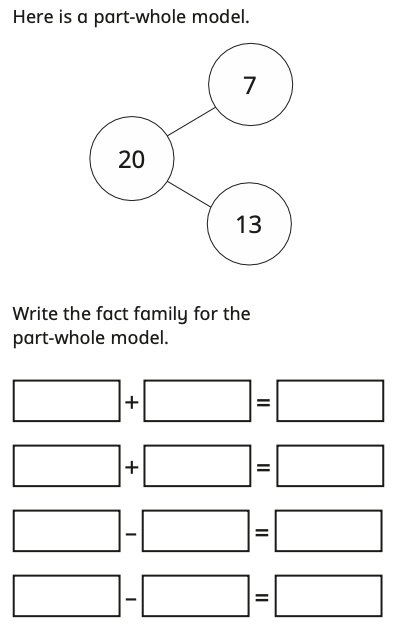 Here is a part-whole model.
7
20
13
Write the fact family for the
part-whole model.
+ =
+ =
– =
– =